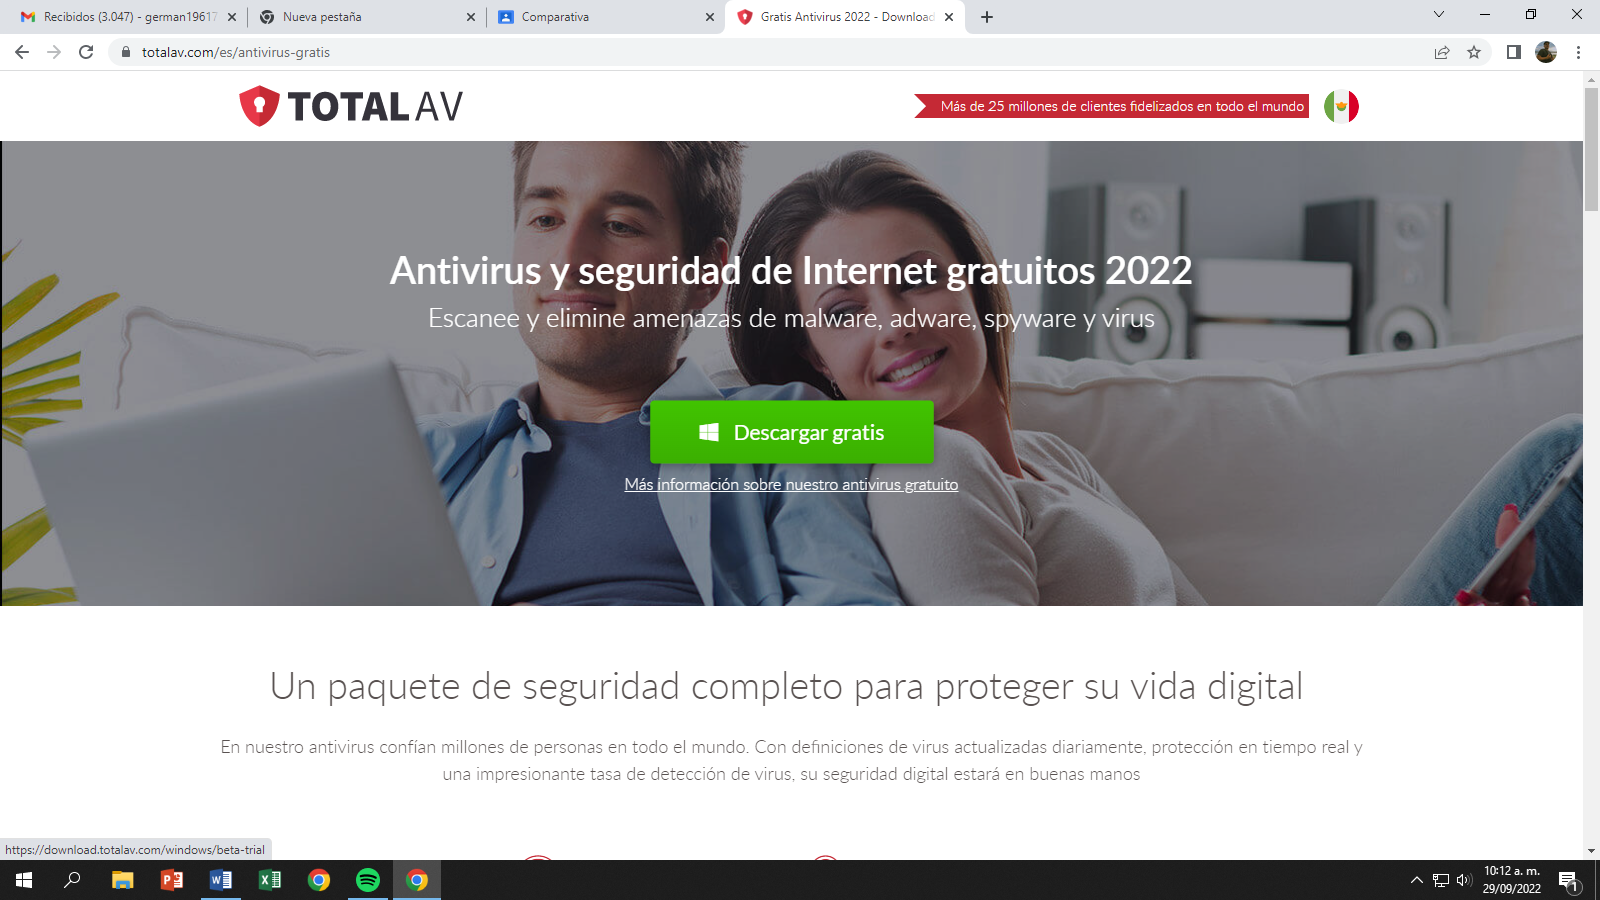 Recibidos (3.047) - german19617
Nueva pestaña
Comparativa
Gratis Antivirus 2022 - Download
totalav.com/es/antivirus-gratis
TOTAL AV
Más de 25 millones de clientes fidelizados en todo el mundo
Antivirus y seguridad de Internet gratuitos 2022
Escanee y elimine amenazas de malware, adware, spyware y virus
Descargar gratis
Más información sobre nuestro antivirus gratuito
Un paquete de seguridad completo para proteger su vida digital
En nuestro antivirus confían millones de personas en todo el mundo. Con definiciones de virus actualizadas diariamente, protección en tiempo real y
una impresionante tasa de detección de virus, su seguridad digital estará en buenas manos
https://download.totalav.com/windows/beta-trial
10:12 a. m.
29/09/2022
1